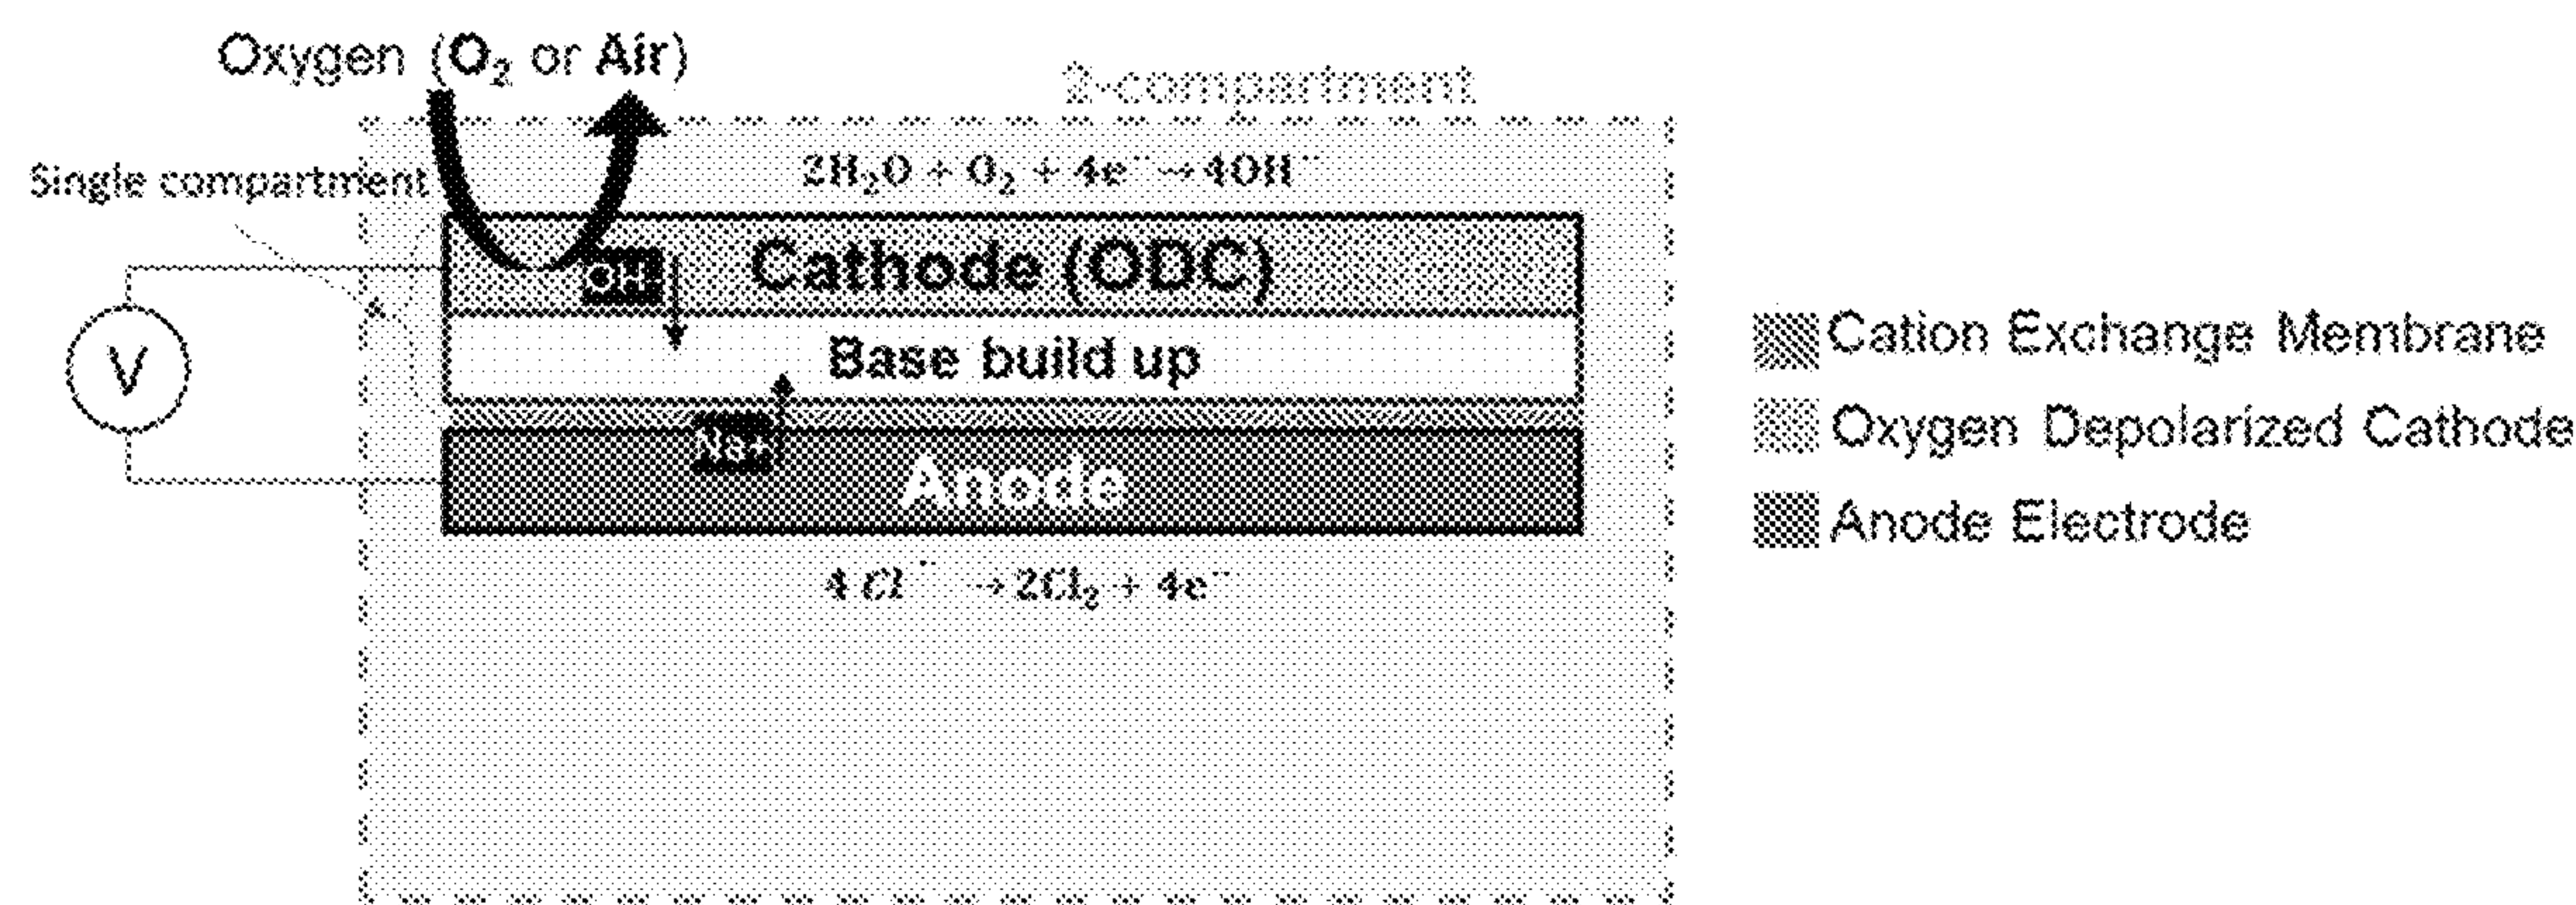 Oxygen (O₂ or Air)
2-compartment
Single compartment
2H₂O + O₂ + 4e⁻ → 4OH⁻
OH⁻
Cathode (ODC)
V
Base build up
Na+
Anode
4 Cl⁻ → 2Cl₂ + 4e⁻
Cation Exchange Membrane
Oxygen Depolarized Cathode
Anode Electrode